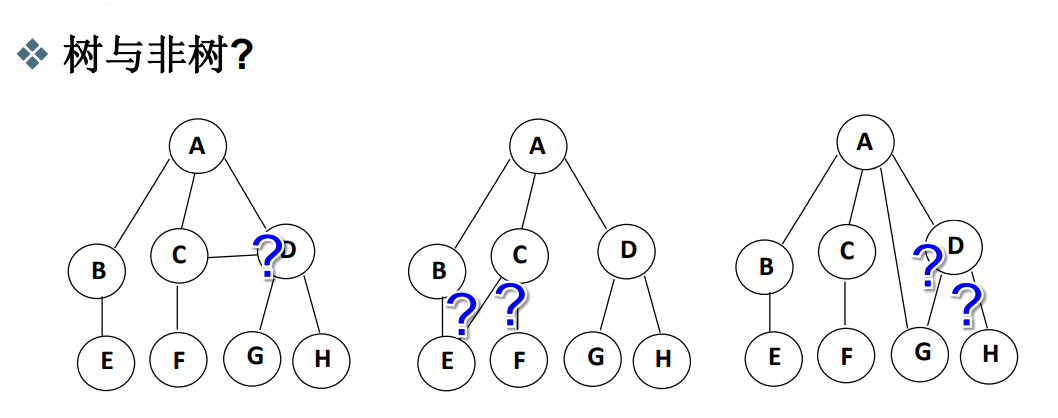 树与非树?
A A A
B C ? D B C D B C ? D
? ? ?
E F G H E F G H E F G H